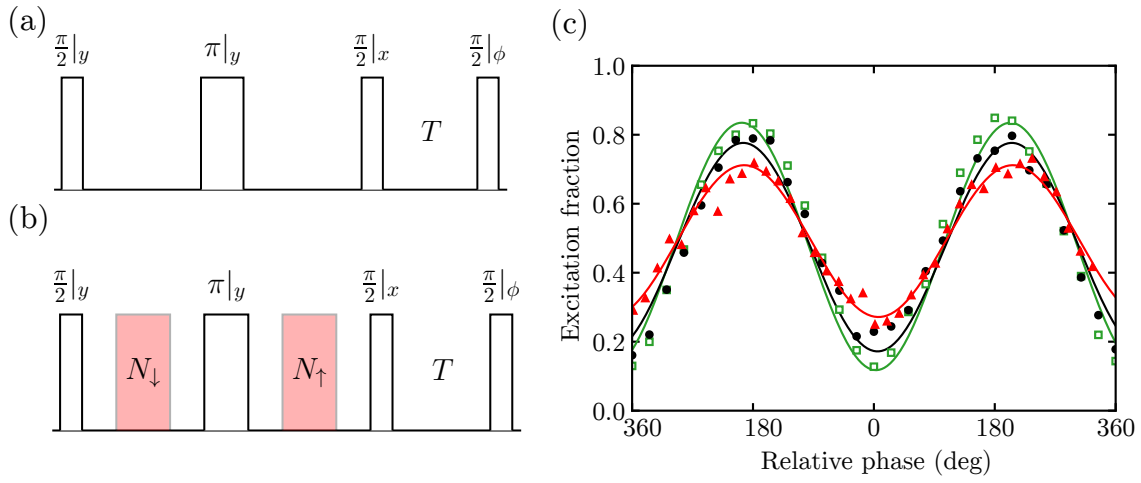 (a)
π/2|y π|y π/2|x π/2|ϕ
T
(b)
π/2|y π|y π/2|x π/2|ϕ
N↓ N↑ T
(c)
Excitation fraction
1.0
0.8
0.6
0.4
0.2
0.0
360 180 0 180 360
Relative phase (deg)